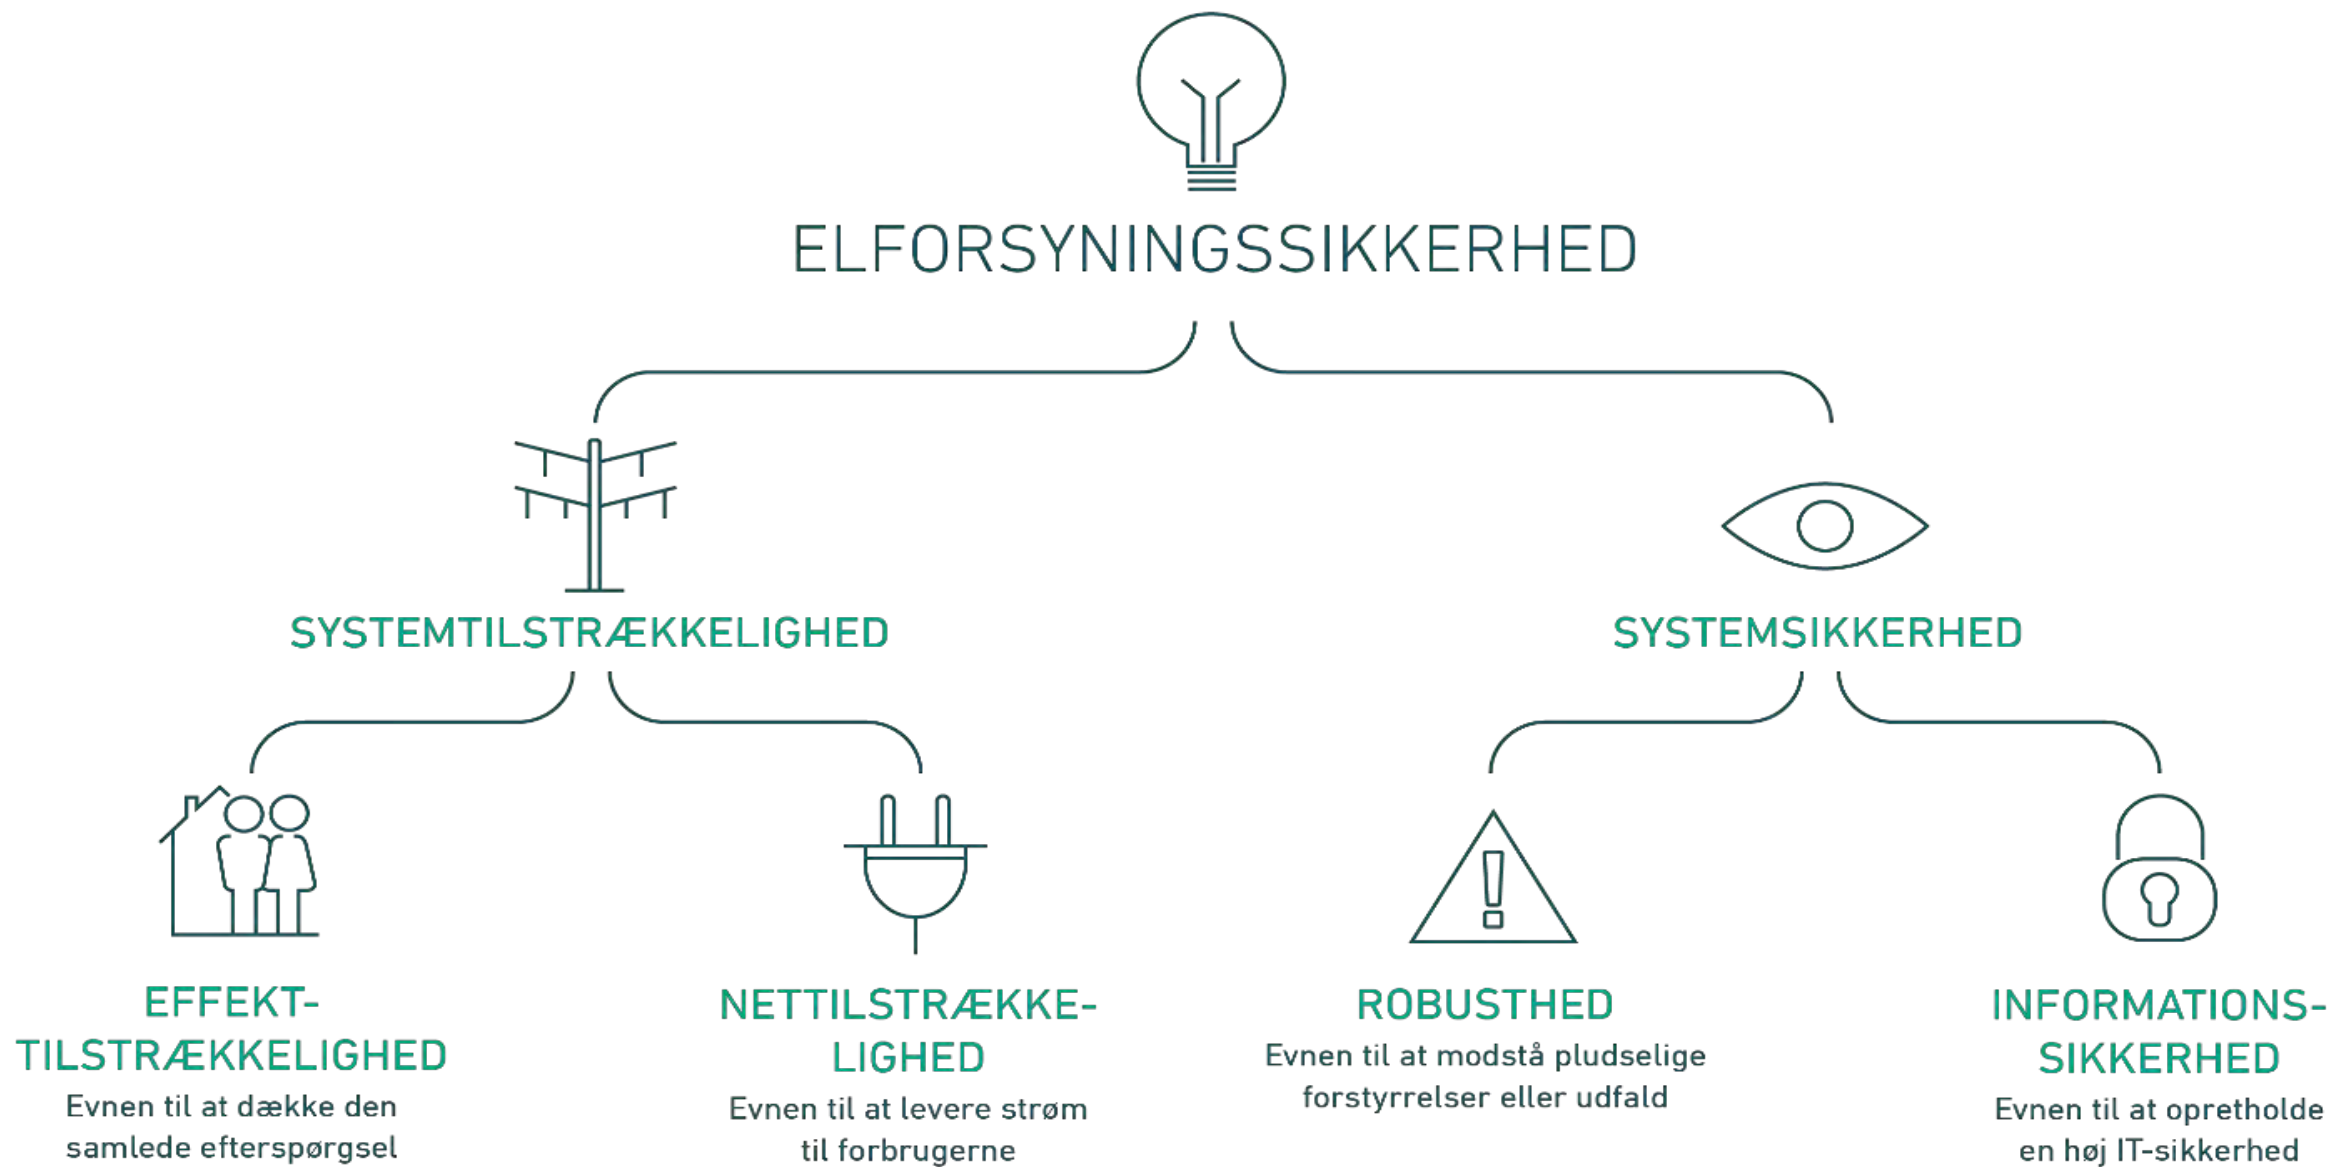 ELFORSYNINGSSIKKERHED
SYSTEMTILSTRÆKKELIGHED
SYSTEMSIKKERHED
EFFEKT-
TILSTRÆKKELIGHED
Evnen til at dække den
samlede efterspørgsel
NETTILSTRÆKKE-
LIGHED
Evnen til at levere strøm
til forbrugerne
ROBUSTHED
Evnen til at modstå pludselige
forstyrrelser eller udfald
INFORMATIONS-
SIKKERHED
Evnen til at opretholde
en høj IT-sikkerhed